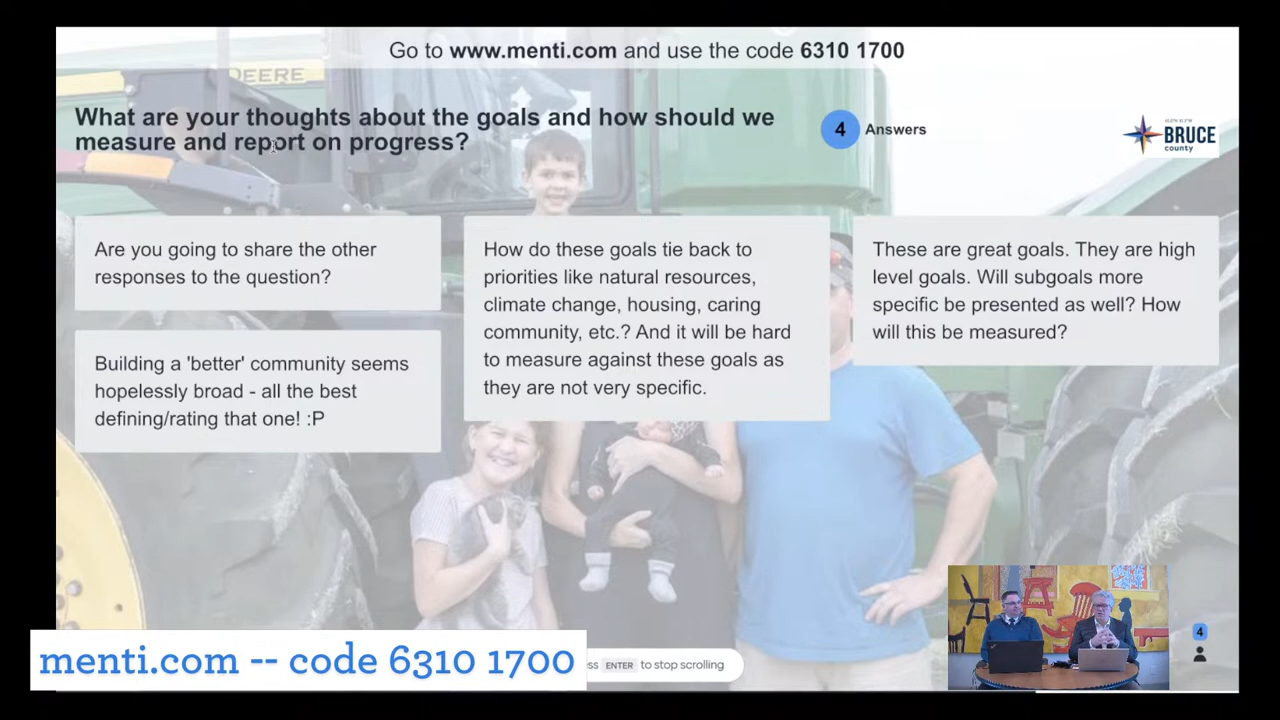 Go to www.menti.com and use the code 6310 1700
DEERE
What are your thoughts about the goals and how should we
measure and report on progress?
4 Answers
BRUCE
county
Are you going to share the other
responses to the question?
Building a 'better' community seems
hopelessly broad - all the best
defining/rating that one! :P
How do these goals tie back to
priorities like natural resources,
climate change, housing, caring
community, etc.? And it will be hard
to measure against these goals as
they are not very specific.
These are great goals. They are high
level goals. Will subgoals more
specific be presented as well? How
will this be measured?
4
ss ENTER to stop scrolling
menti.com -- code 6310 1700